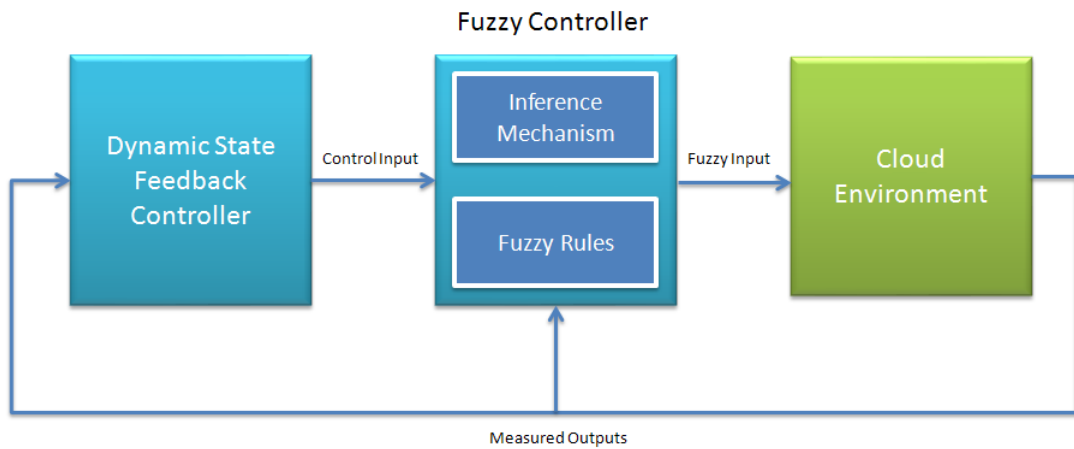 Fuzzy Controller
Dynamic State
Feedback
Controller
Control Input
Inference
Mechanism
Fuzzy Rules
Fuzzy Input
Cloud
Environment
Measured Outputs